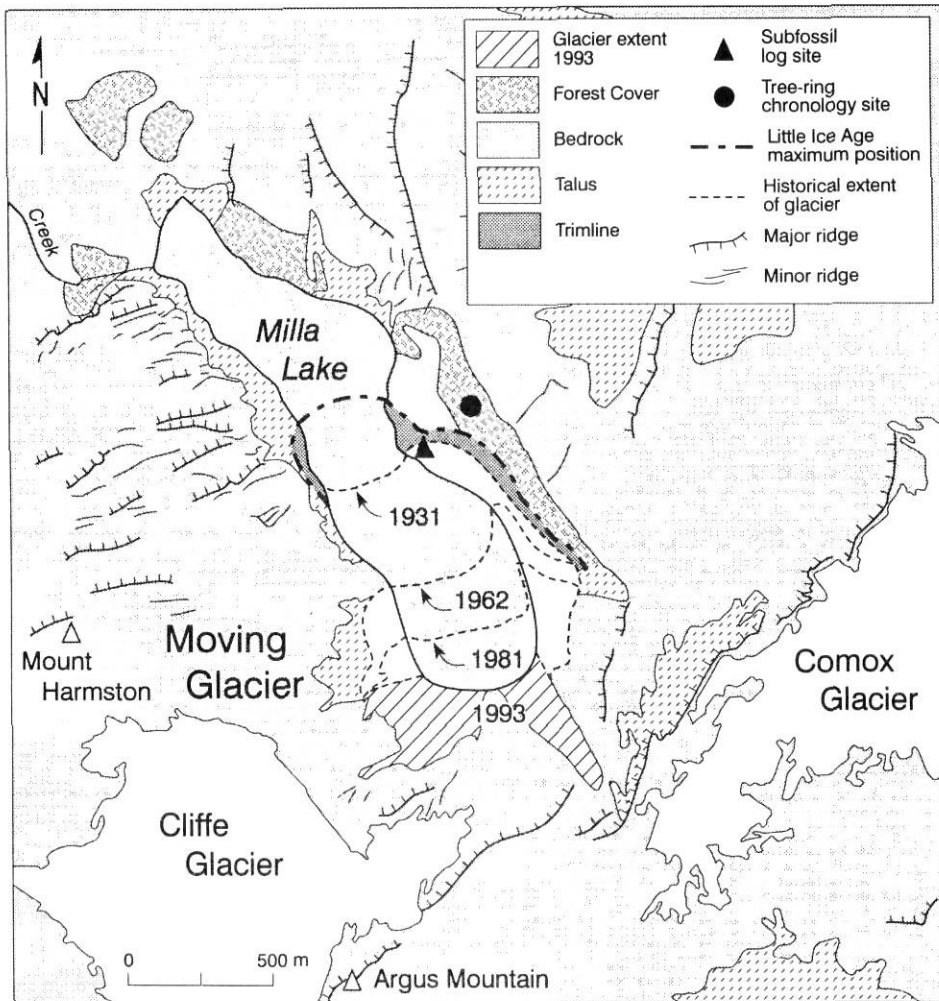 N
Glacier extent
1993
Forest Cover
Bedrock
Talus
Trimline
Subfossil
log site
Tree-ring
chronology site
Little Ice Age
maximum position
Historical extent
of glacier
Major ridge
Minor ridge
Creek
Milla
Lake
1931
1962
1981
1993
Mount
Harmston
Moving
Glacier
Comox
Glacier
Cliffe
Glacier
0 500 m
Argus Mountain